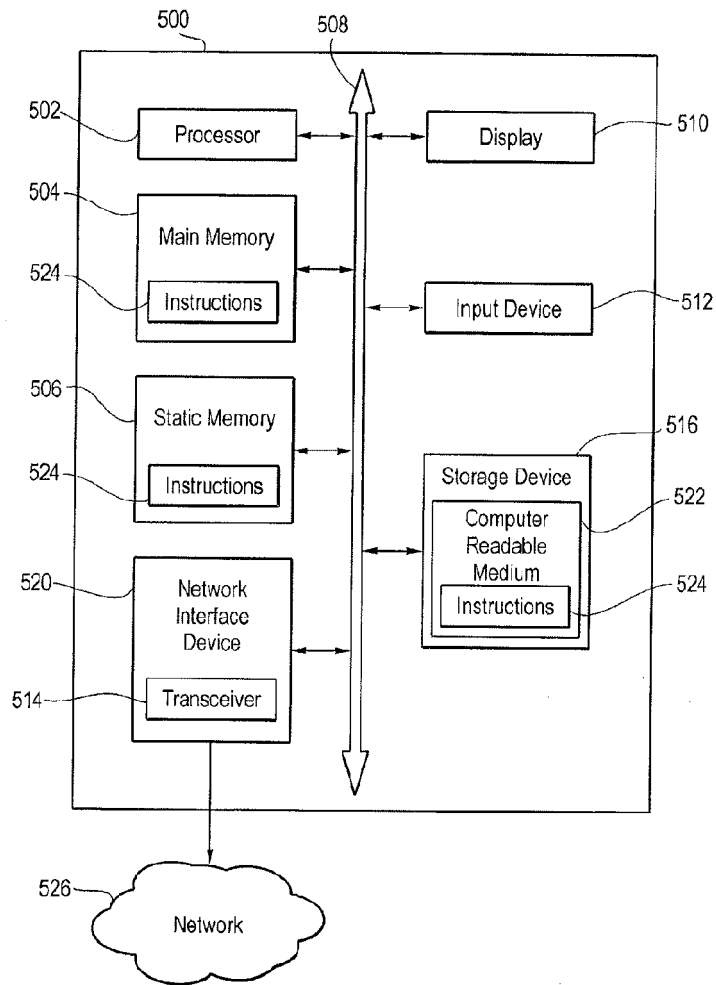 500
508
502
Processor
Display
510
504
Main Memory
524
Instructions
Input Device
512
506
Static Memory
524
Instructions
516
Storage Device
522
Computer
Readable
Medium
Instructions
524
520
Network
Interface
Device
514
Transceiver
526
Network